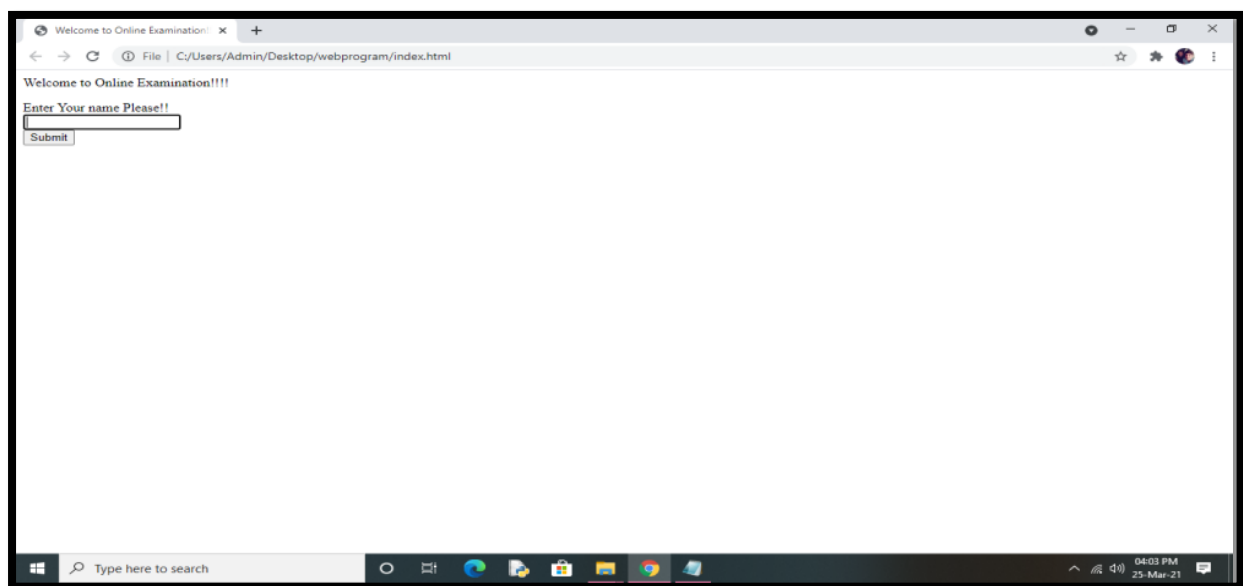 Welcome to Online Examination!
File | C:/Users/Admin/Desktop/webprogram/index.html
Welcome to Online Examination!!!!
Enter Your name Please!!
Submit
Type here to search
04:03 PM
25-Mar-21